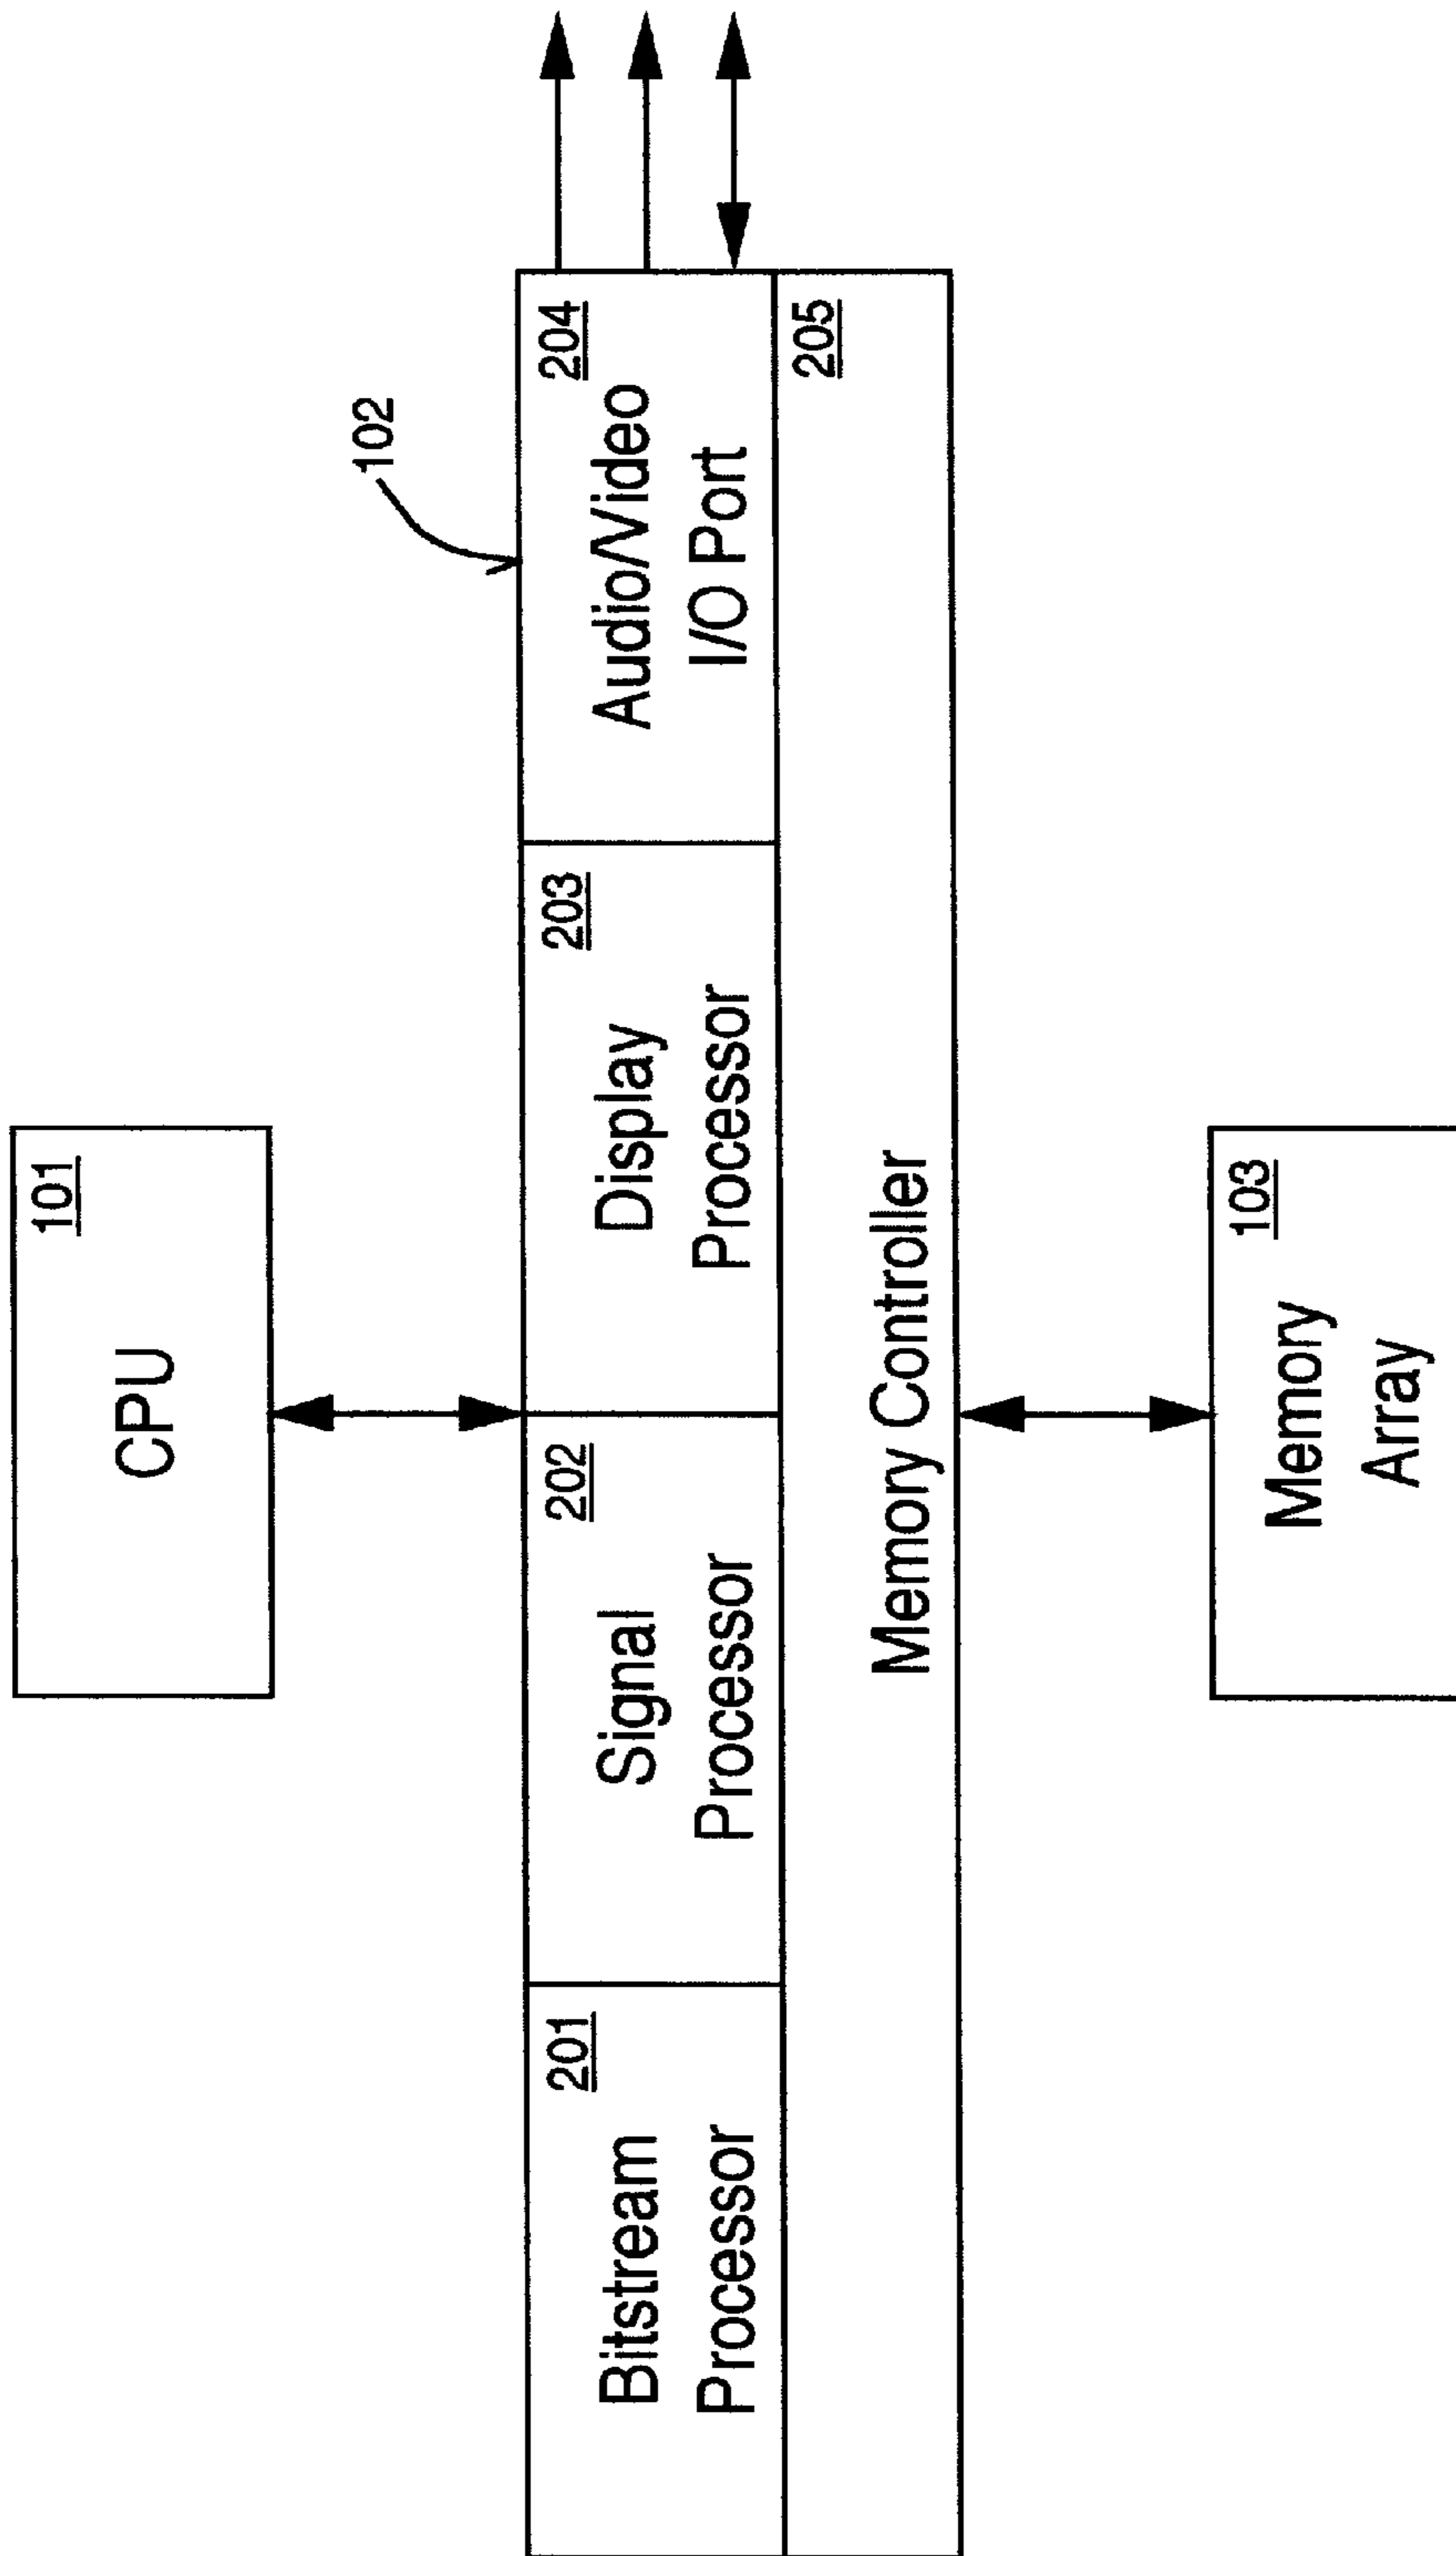 101
CPU
102
201
Bitstream
Processor
202
Signal
Processor
203
Display
Processor
204
Audio/Video
I/O Port
205
Memory Controller
103
Memory
Array